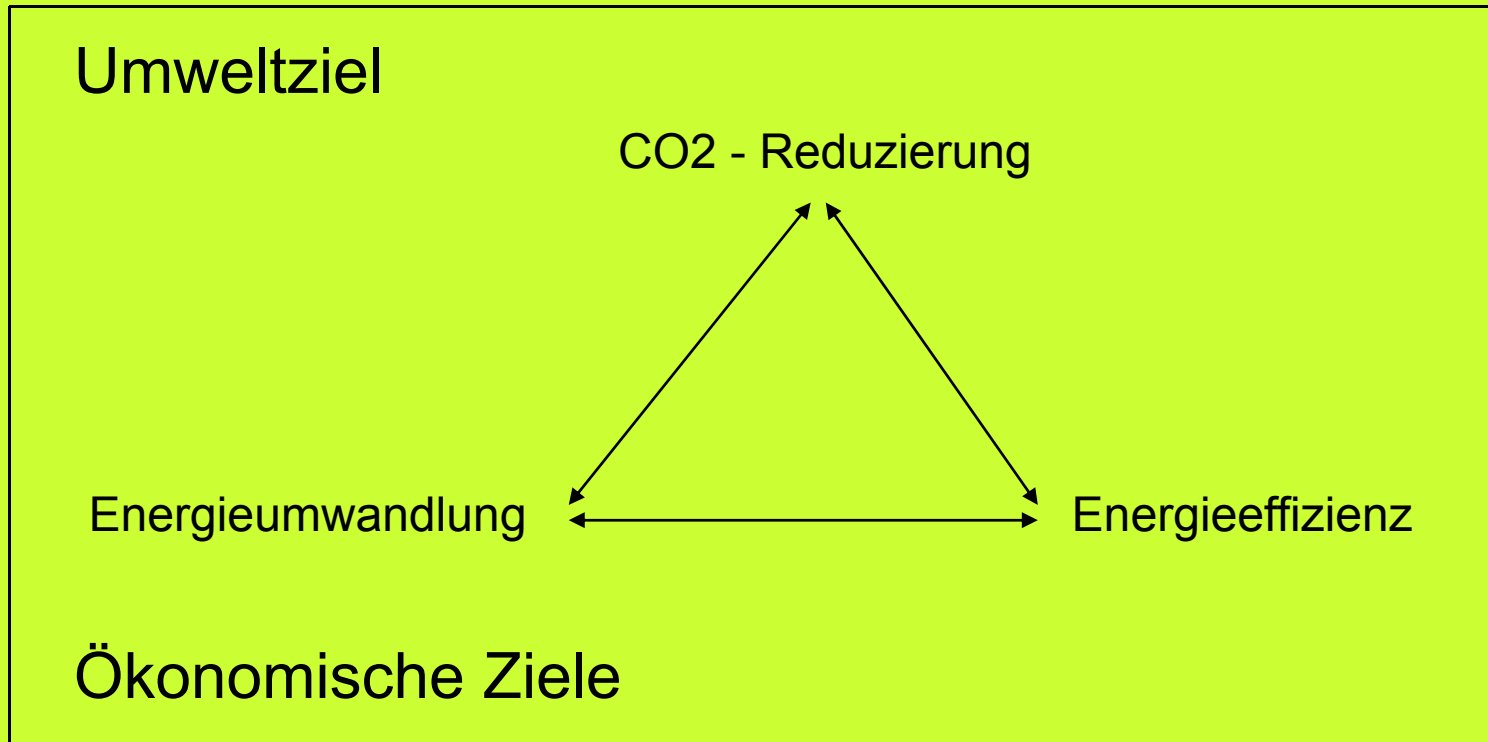 Umweltziel
CO2 - Reduzierung
Energieumwandlung
Energieeffizienz
Ökonomische Ziele